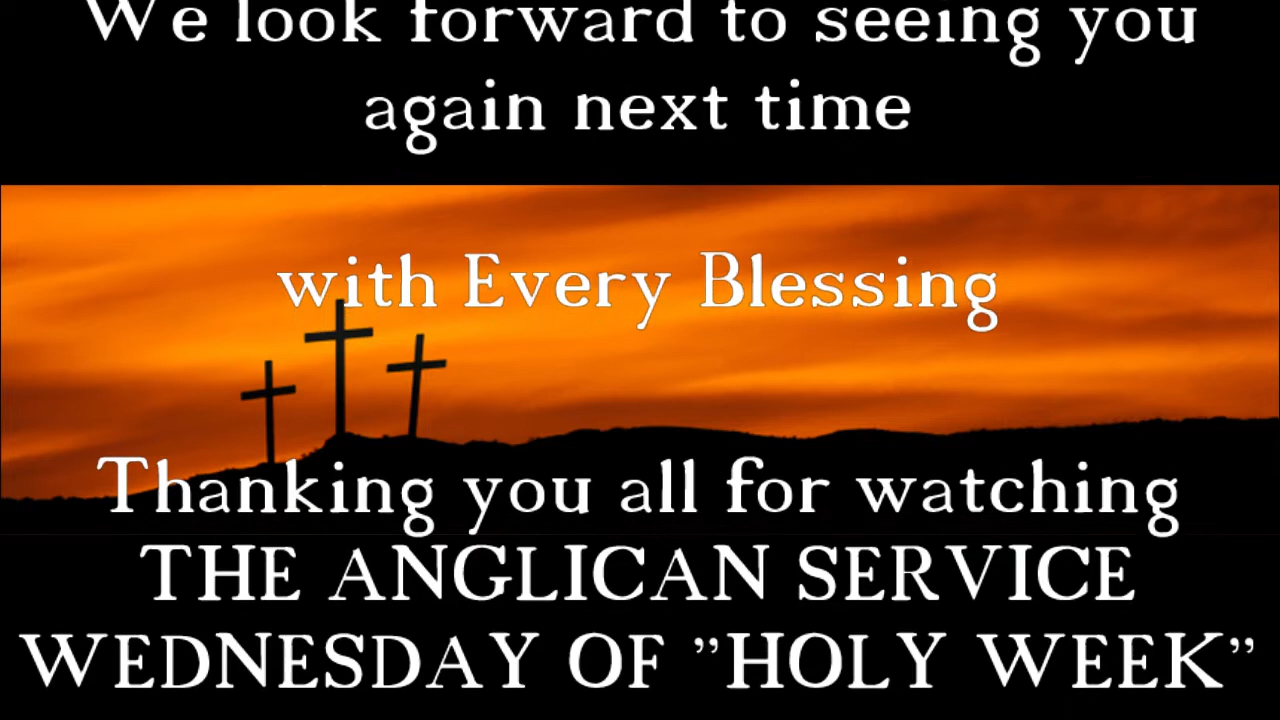 We look forward to seeing you
again next time
with Every Blessing
Thanking you all for watching
THE ANGLICAN SERVICE
WEDNESDAY OF ”HOLY WEEK”